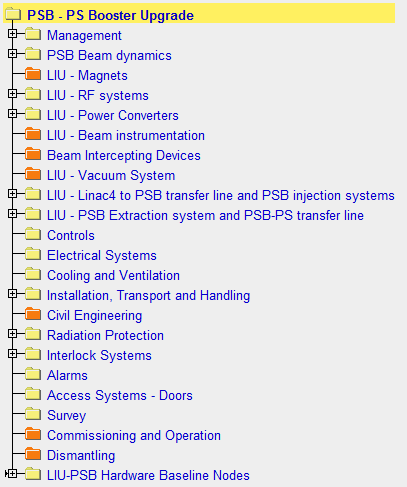 PSB - PS Booster Upgrade
Management
PSB Beam dynamics
LIU - Magnets
LIU - RF systems
LIU - Power Converters
LIU - Beam instrumentation
Beam Intercepting Devices
LIU - Vacuum System
LIU - Linac4 to PSB transfer line and PSB injection systems
LIU - PSB Extraction system and PSB-PS transfer line
Controls
Electrical Systems
Cooling and Ventilation
Installation, Transport and Handling
Civil Engineering
Radiation Protection
Interlock Systems
Alarms
Access Systems - Doors
Survey
Commissioning and Operation
Dismantling
LIU-PSB Hardware Baseline Nodes